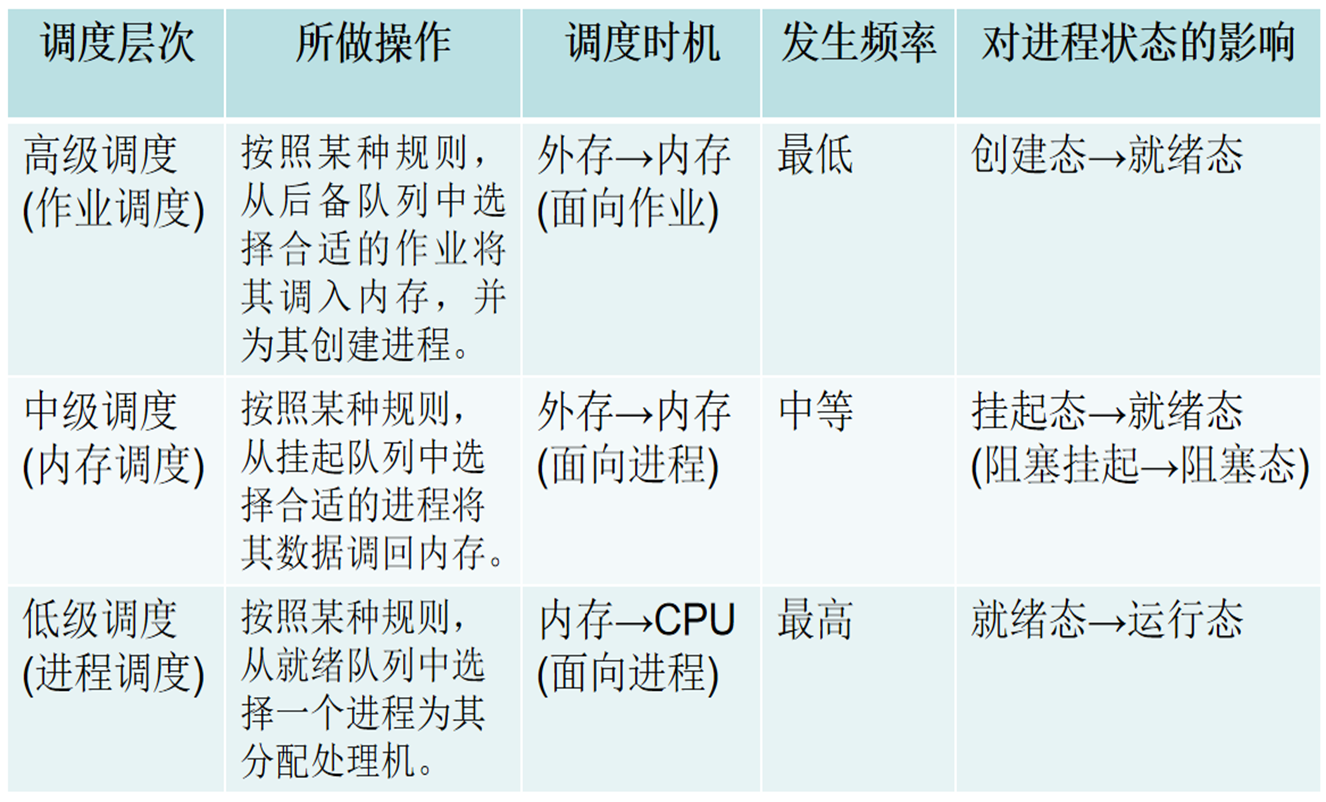 调度层次
所做操作
调度时机
发生频率
对进程状态的影响
高级调度
(作业调度)
按照某种规则，
从后备队列中选
择合适的作业将
其调入内存，并
为其创建进程。
外存→内存
(面向作业)
最低
创建态→就绪态
中级调度
(内存调度)
按照某种规则，
从挂起队列中选
择合适的进程将
其数据调回内存。
外存→内存
(面向进程)
中等
挂起态→就绪态
(阻塞挂起→阻塞态)
低级调度
(进程调度)
按照某种规则，
从就绪队列中选
择一个进程为其
分配处理机。
内存→CPU
(面向进程)
最高
就绪态→运行态